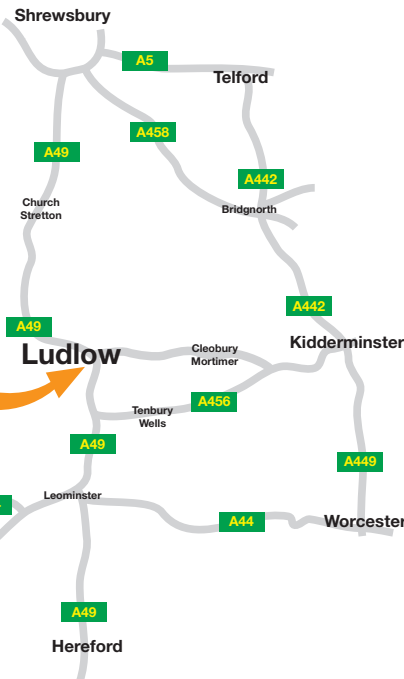 Shrewsbury
A5
Telford
A458
A49
A442
Church
Stretton
Bridgnorth
A442
A49
Kidderminster
Ludlow
Cleobury
Mortimer
A456
Tenbury
Wells
A49
A449
Leominster
A44
Worcester
A49
Hereford